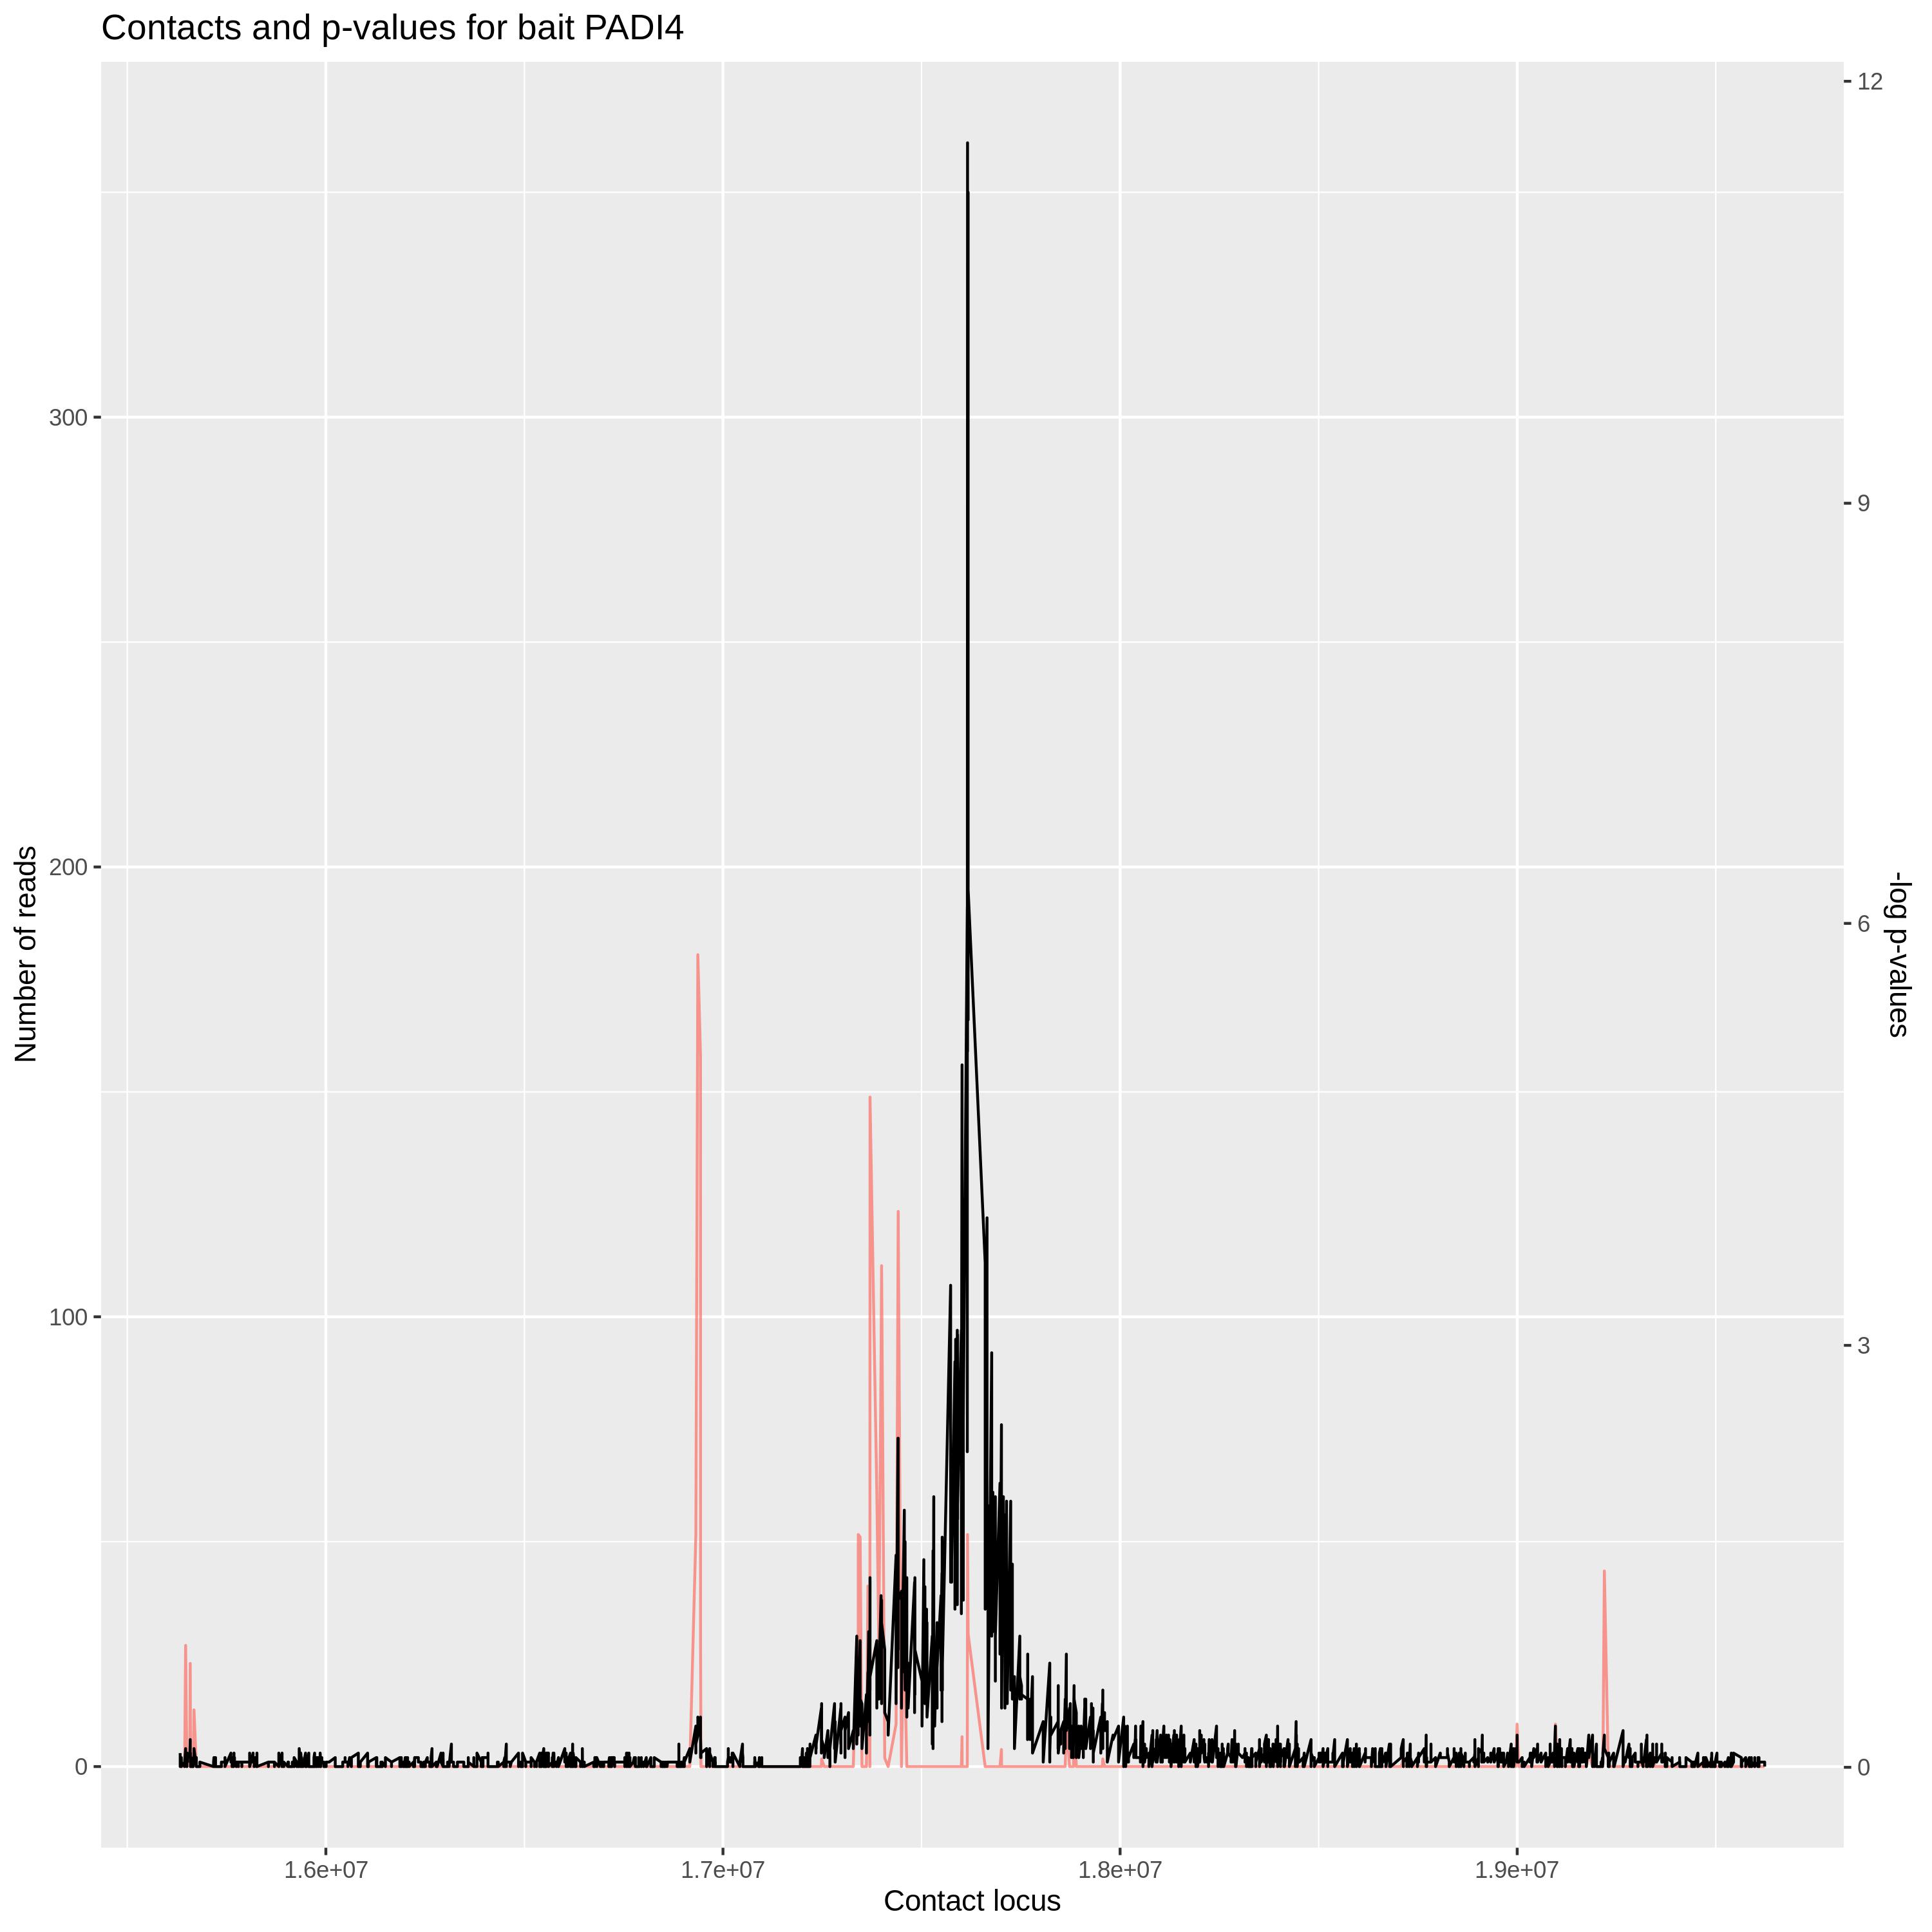 Contacts and p-values for bait PADI4
12
300
9
200
6
Number of reads
-log p-values
100
3
0
0
1.6e+07
1.7e+07
1.8e+07
1.9e+07
Contact locus